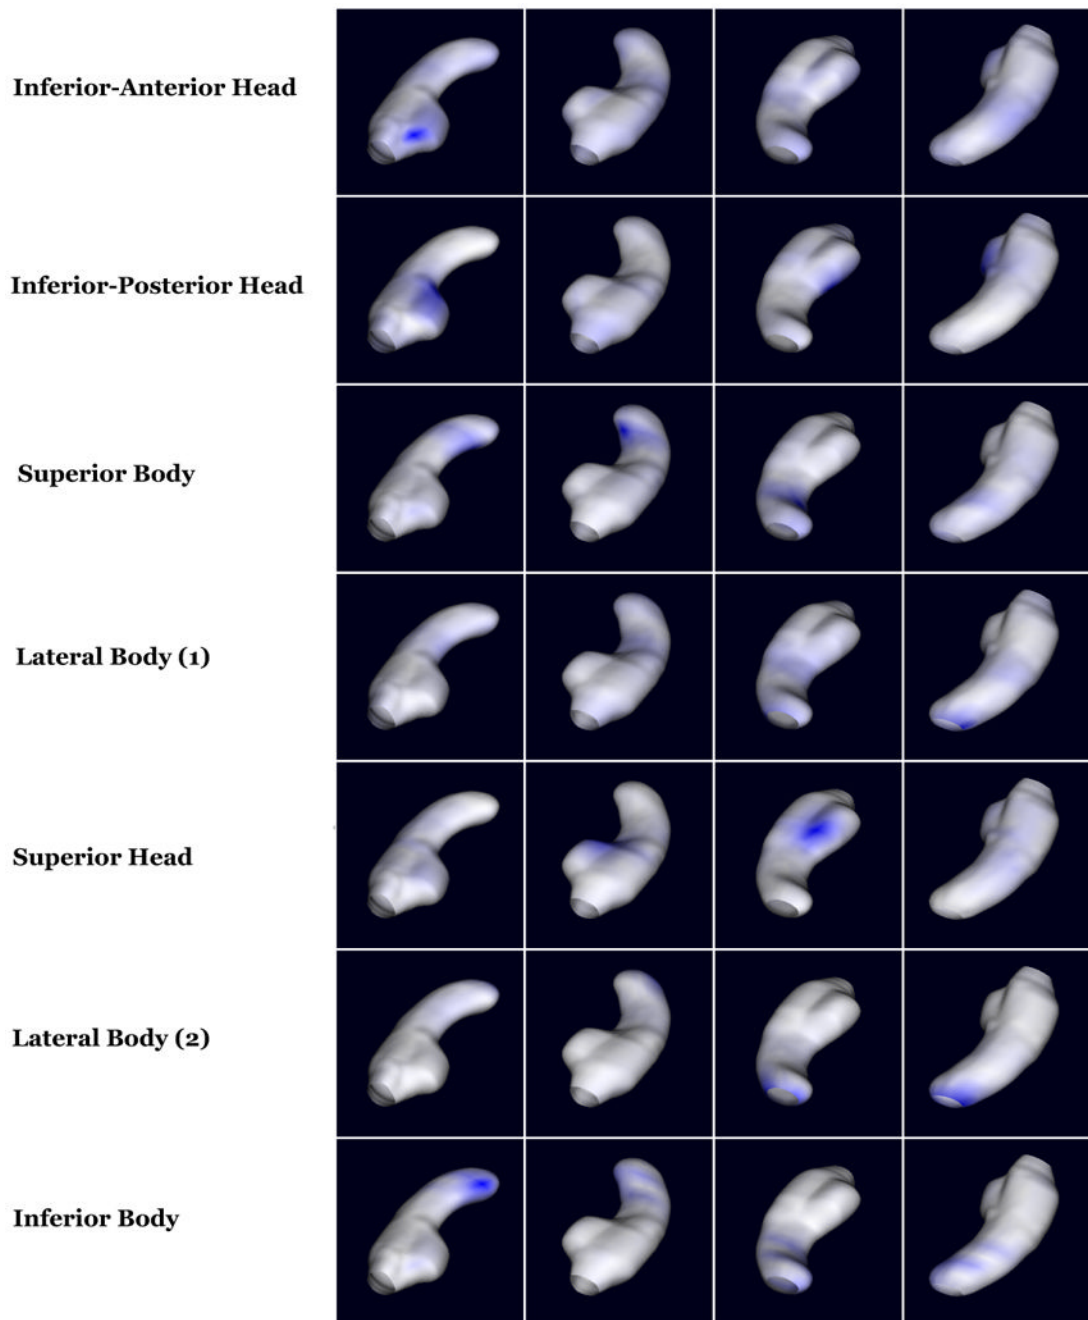 Inferior-Anterior Head
Inferior-Posterior Head
Superior Body
Lateral Body (1)
Superior Head
Lateral Body (2)
Inferior Body